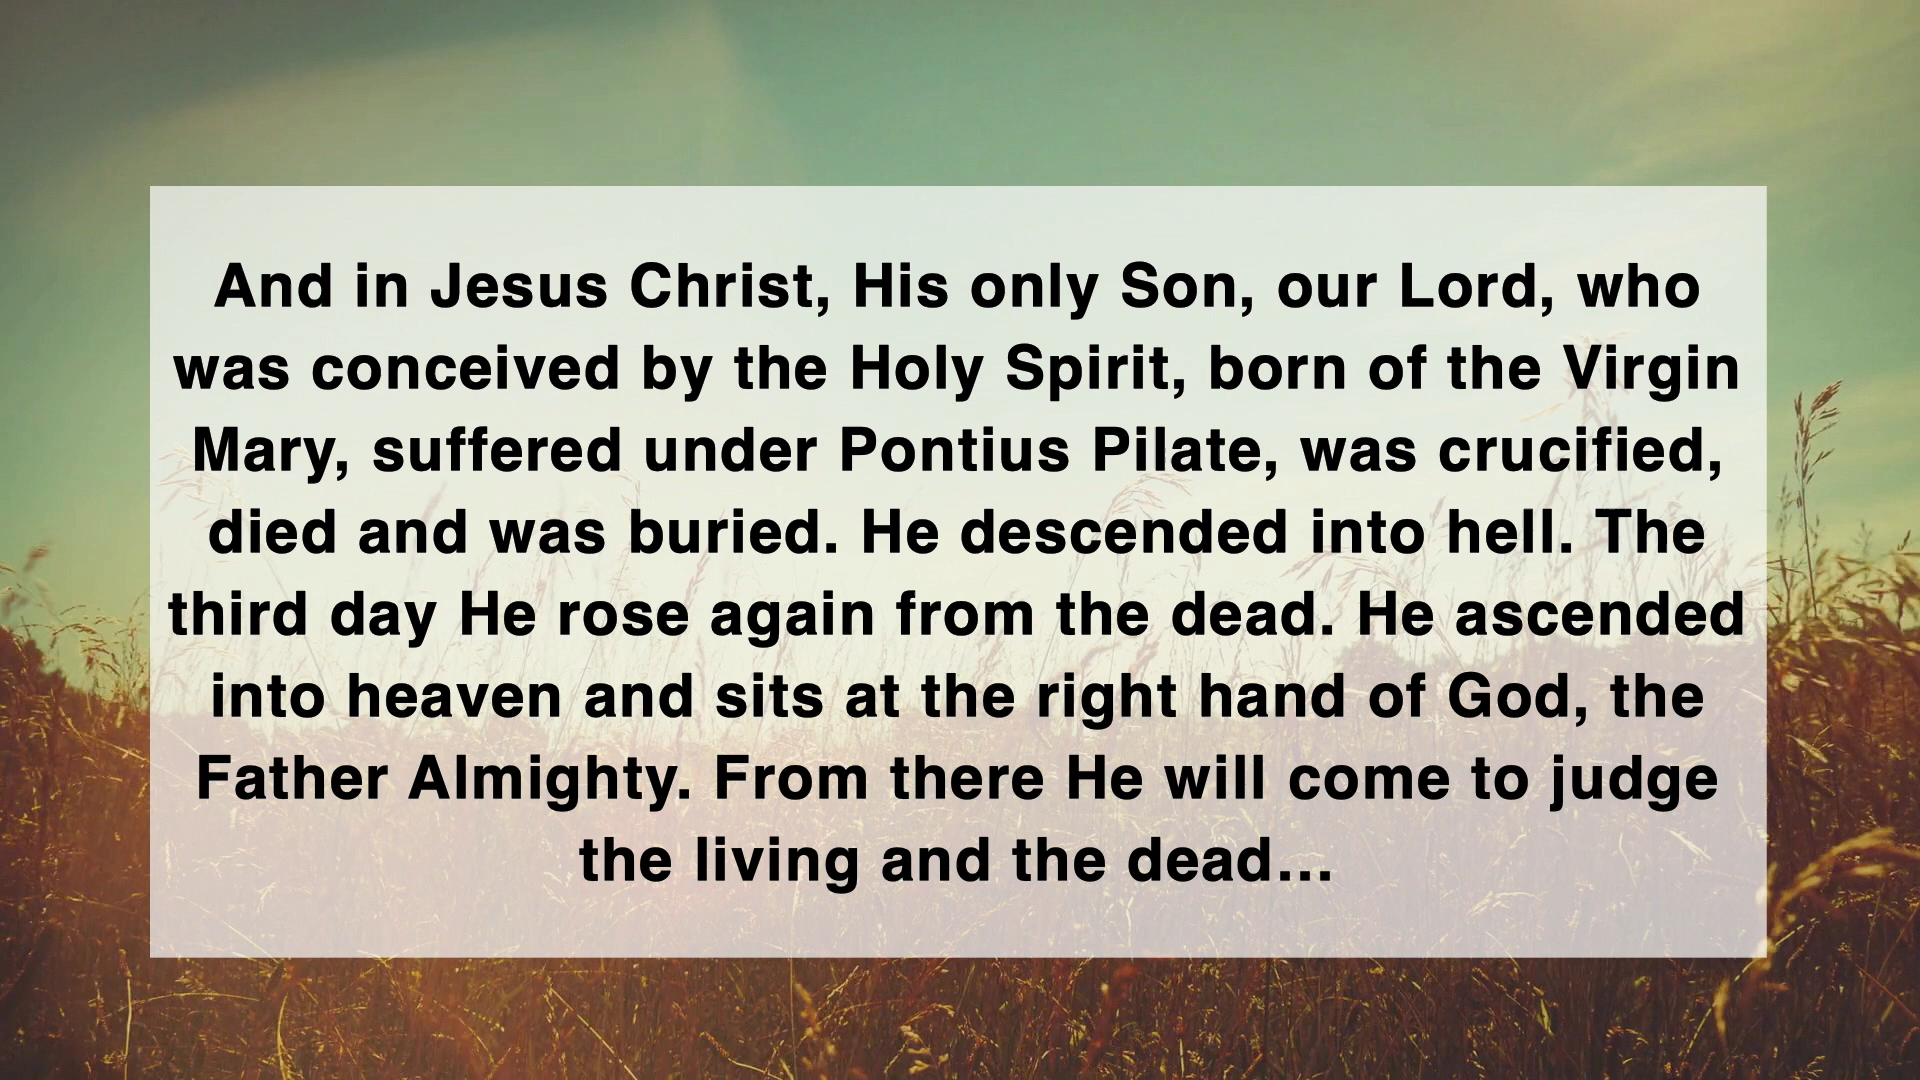 And in Jesus Christ, His only Son, our Lord, who
was conceived by the Holy Spirit, born of the Virgin
Mary, suffered under Pontius Pilate, was crucified,
died and was buried. He descended into hell. The
third day He rose again from the dead. He ascended
into heaven and sits at the right hand of God, the
Father Almighty. From there He will come to judge
the living and the dead...